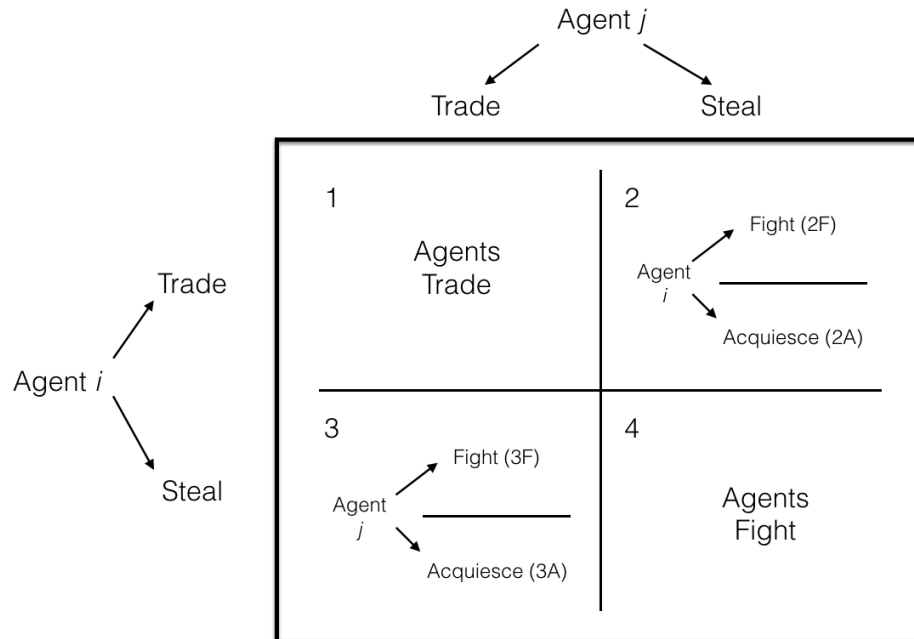 Agent j
Trade
Steal
1
Agents
Trade
2
Fight (2F)
Agent
i
Acquiesce (2A)
Trade
Agent i
Steal
3
Fight (3F)
Agent
j
Acquiesce (3A)
4
Agents
Fight